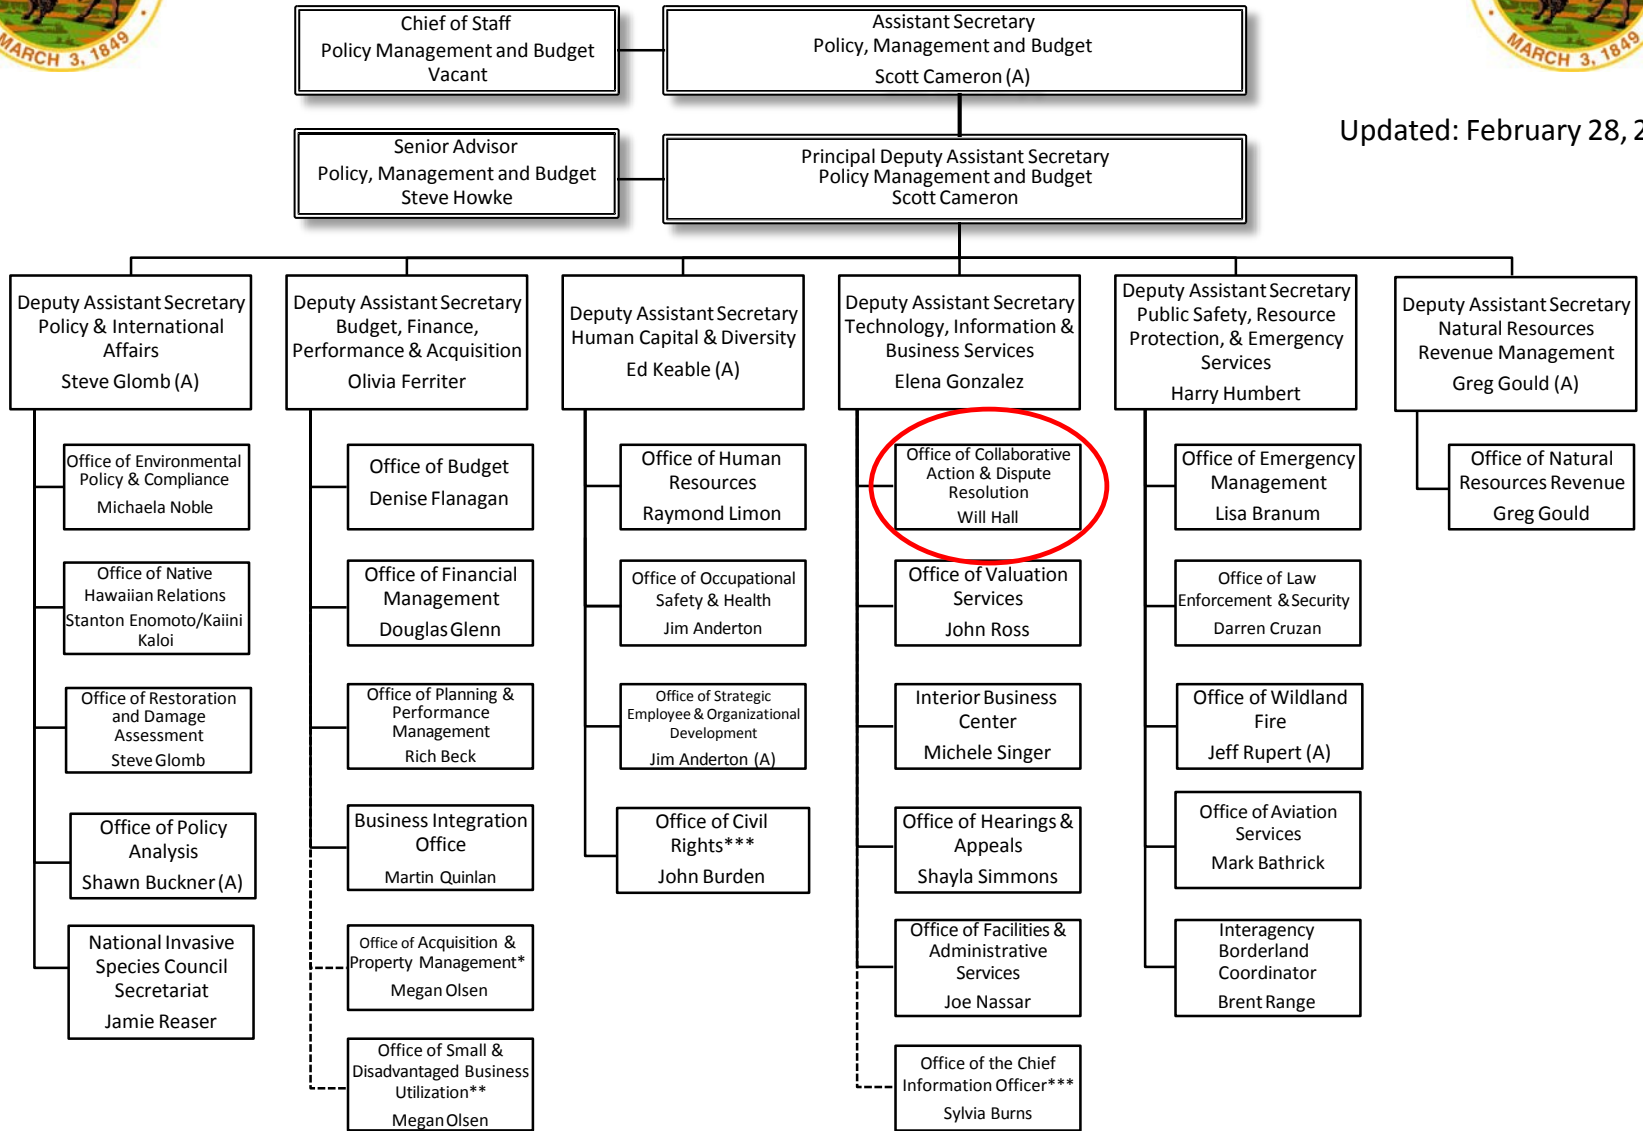 MARCH 3, 1849
Chief of Staff
Policy Management and Budget
Vacant
Assistant Secretary
Policy, Management and Budget
Scott Cameron (A)
MARCH 3, 1849
Updated: February 28, 2
Senior Advisor
Policy, Management and Budget
Steve Howke
Principal Deputy Assistant Secretary
Policy Management and Budget
Scott Cameron
Deputy Assistant Secretary
Policy & International
Affairs
Steve Glomb (A)
Deputy Assistant Secretary
Budget, Finance,
Performance & Acquisition
Olivia Ferriter
Deputy Assistant Secretary
Human Capital & Diversity
Ed Keable (A)
Deputy Assistant Secretary
Technology, Information &
Business Services
Elena Gonzalez
Deputy Assistant Secretary
Public Safety, Resource
Protection, & Emergency
Services
Harry Humbert
Deputy Assistant Secretary
Natural Resources
Revenue Management
Greg Gould (A)
Office of Environmental
Policy & Compliance
Michaela Noble
Office of Budget
Denise Flanagan
Office of Human
Resources
Raymond Limon
Office of Collaborative
Action & Dispute
Resolution
Will Hall
Office of Emergency
Management
Lisa Branum
Office of Natural
Resources Revenue
Greg Gould
Office of Native
Hawaiian Relations
Stanton Enomoto/Kaiini
Kaloi
Office of Financial
Management
Douglas Glenn
Office of Occupational
Safety & Health
Jim Anderton
Office of Valuation
Services
John Ross
Office of Law
Enforcement & Security
Darren Cruzan
Office of Restoration
and Damage
Assessment
Steve Glomb
Office of Planning &
Performance
Management
Rich Beck
Office of Strategic
Employee & Organizational
Development
Jim Anderton (A)
Interior Business
Center
Michele Singer
Office of Wildland
Fire
Jeff Rupert (A)
Office of Policy
Analysis
Shawn Buckner (A)
Business Integration
Office
Martin Quinlan
Office of Civil
Rights***
John Burden
Office of Hearings &
Appeals
Shayla Simmons
Office of Aviation
Services
Mark Bathrick
National Invasive
Species Council
Secretariat
Jamie Reaser
Office of Acquisition &
Property Management*
Megan Olsen
Office of Facilities &
Administrative
Services
Joe Nassar
Interagency
Borderland
Coordinator
Brent Range
Office of Small &
Disadvantaged Business
Utilization**
Megan Olsen
Office of the Chief
Information Officer***
Sylvia Burns